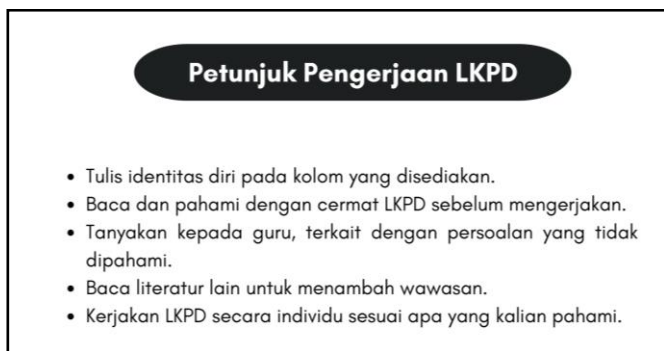 Petunjuk Pengerjaan LKPD
• Tulis identitas diri pada kolom yang disediakan.
• Baca dan pahami dengan cermat LKPD sebelum mengerjakan.
• Tanyakan kepada guru, terkait dengan persoalan yang tidak
dipahami.
• Baca literatur lain untuk menambah wawasan.
• Kerjakan LKPD secara individu sesuai apa yang kalian pahami.